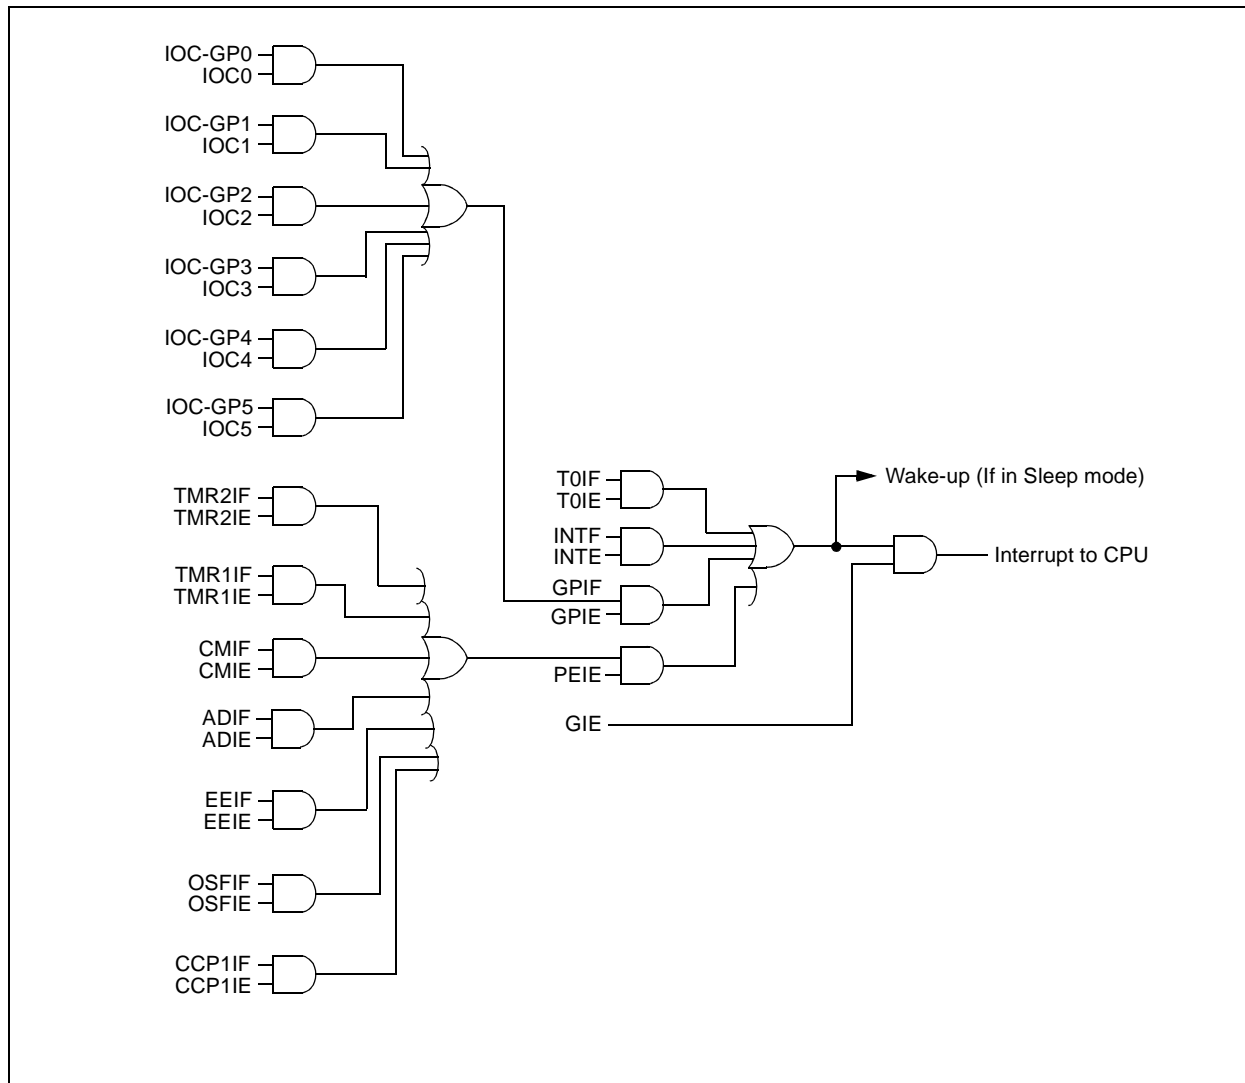 IOC-GP0
IOC0
IOC-GP1
IOC1
IOC-GP2
IOC2
IOC-GP3
IOC3
IOC-GP4
IOC4
IOC-GP5
IOC5
TMR2IF
TMR2IE
TMR1IF
TMR1IE
CMIF
CMIE
ADIF
ADIE
EEIF
EEIE
OSFIF
OSFIE
CCP1IF
CCP1IE
T0IF
T0IE
INTF
INTE
GPIF
GPIE
PEIE
GIE
Wake-up (If in Sleep mode)
Interrupt to CPU